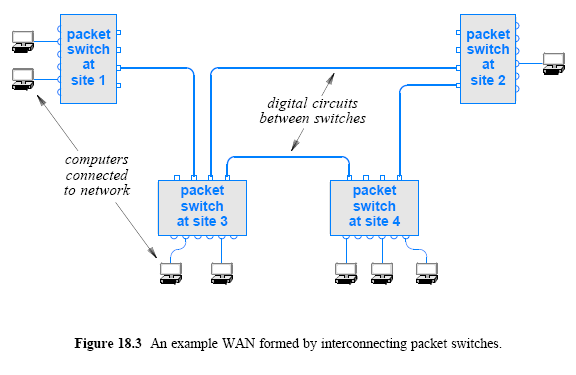 packet
switch
at
site 1
packet
switch
at
site 2
digital circuits
between switches
computers
connected
to network
packet
switch
at site 3
packet
switch
at site 4
Figure 18.3 An example WAN formed by interconnecting packet switches.